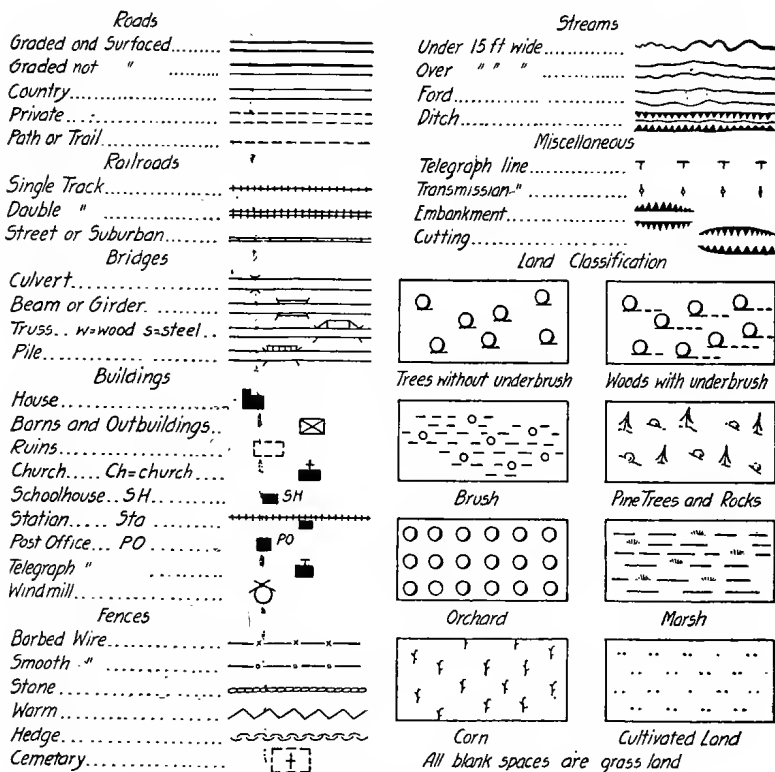 Roads
Graded and Surfaced.......
Graded not " .......
Country..................
Private.... ...............
Path or Trail..............
Railroads
Single Track...............
Double " ...............
Street or Suburban.........
Bridges
Culvert...................
Beam or Girder...........
Truss.. w=wood s=steel.....
Pile.....................
Buildings
House..................
Barns and Outbuildings..
Ruins.................
Church.... Ch=church
Schoolhouse.. SH........ SH
Station..... Sta
Post Office... PO ....... PO
Telegraph " .........
Windmill................
Fences
Barbed Wire..............
Smooth " ..............
Stone....................
Warm....................
Hedge...................
Cemetary................
Streams
Under 15 ft wide..........
Over " " " ..........
Ford.....................
Ditch....................
Miscellaneous
Telegraph line............
Transmission " ...........
Embankment............
Cutting.................
Land Classification
Trees without underbrush
Woods with underbrush
Brush
Pine Trees and Rocks
Orchard
Marsh
Corn
Cultivated Land
All blank spaces are grass land